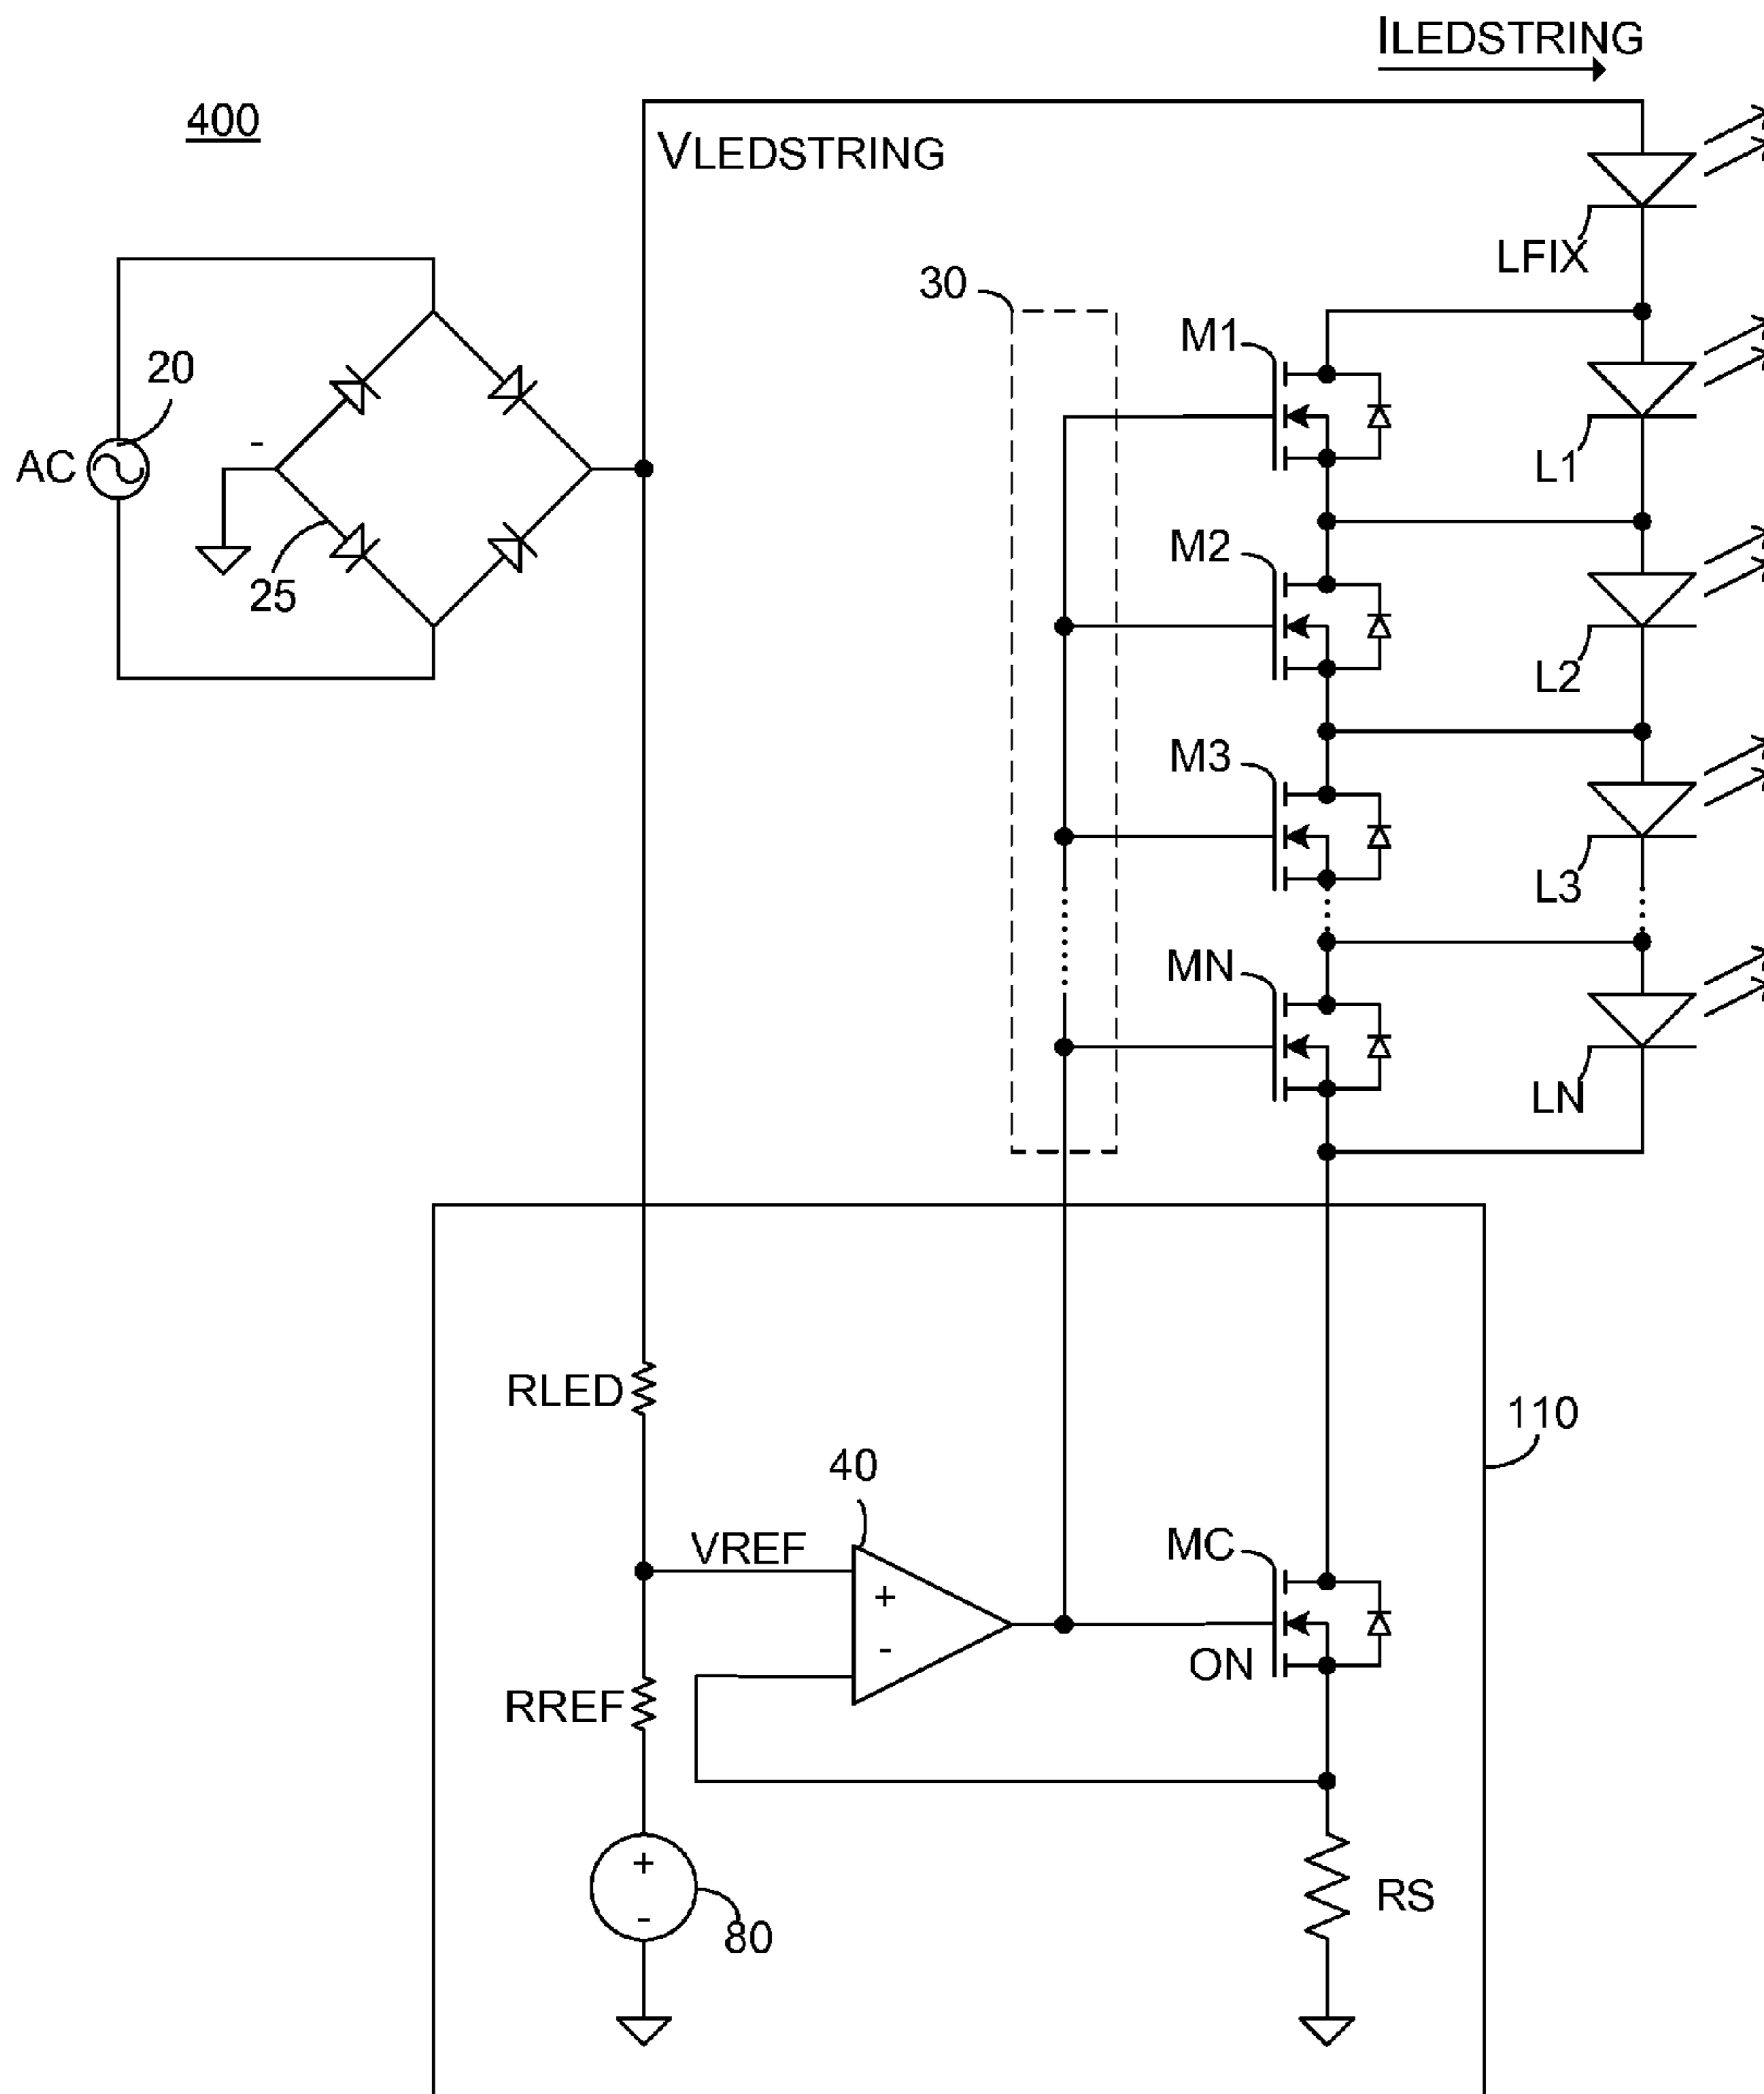 ILEDSTRING
400
VLEDSTRING
LFIX
30
M1
20
AC
-
L1
M2
25
L2
M3
L3
MN
LN
RLED
110
40
VREF
MC
+
-
ON
RREF
+
-
80
RS